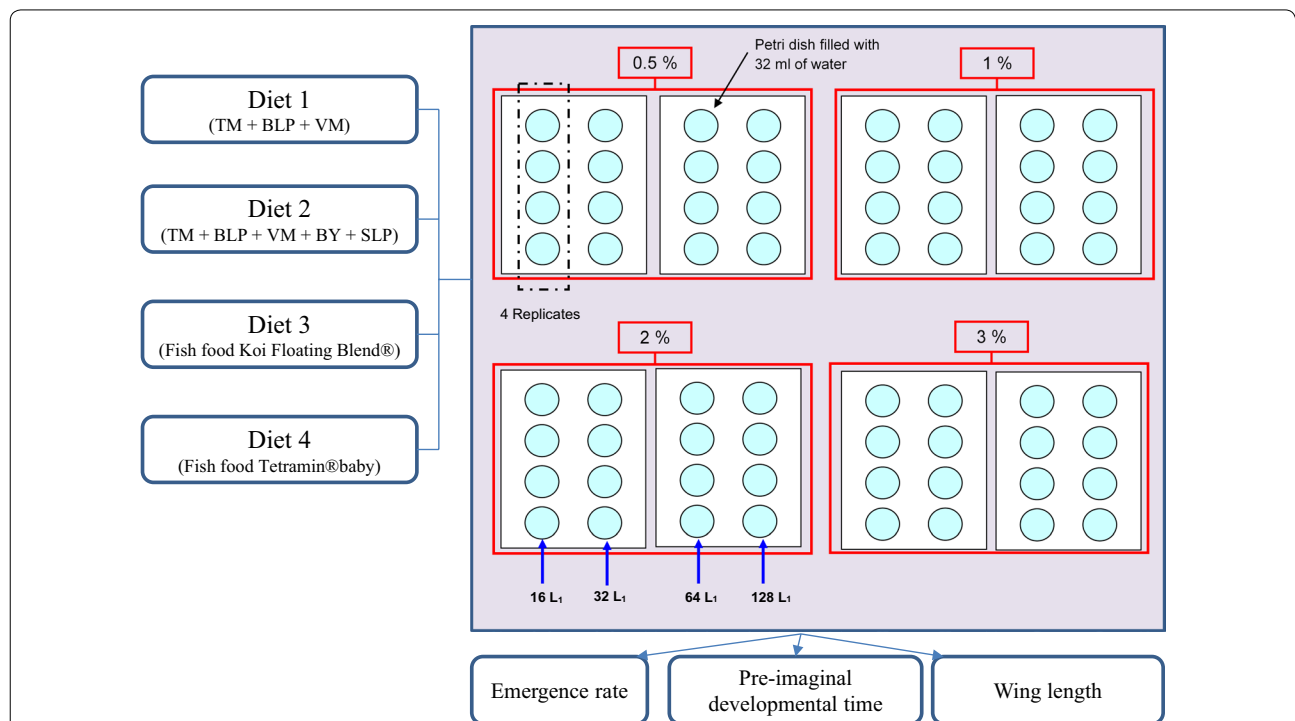 Diet 1
(TM + BLP + VM)
Diet 2
(TM + BLP + VM + BY + SLP)
Diet 3
(Fish food Koi Floating Blend®)
Diet 4
(Fish food Tetramin®baby)
0.5 %
Petri dish filled with
32 ml of water
1 %
4 Replicates
2 %
3 %
16 L₁
32 L₁
64 L₁
128 L₁
Emergence rate
Pre-imaginal
developmental time
Wing length